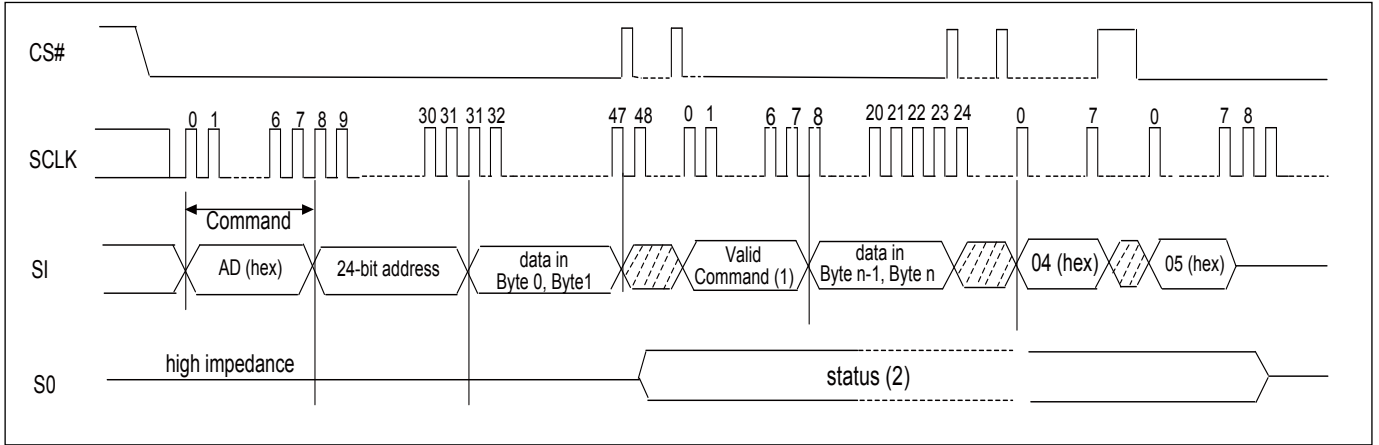 CS#
0 1 6 7 8 9 30 31 31 32 47 48 0 1 6 7 8 20 21 22 23 24 0 7 0 7 8
SCLK
Command
SI
AD (hex) 24-bit address data in Byte 0, Byte1 Valid Command (1) data in Byte n-1, Byte n 04 (hex) 05 (hex)
high impedance
S0
status (2)